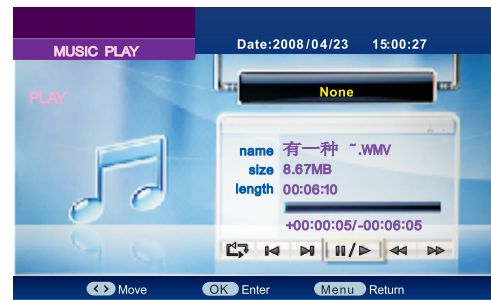 MUSIC PLAY
Date:2008/04/23 15:00:27
PLAY
None
name 有一种 ~.WMV
size 8.67MB
length 00:06:10
+00:00:05/-00:06:05
Move
OK Enter
Menu Return